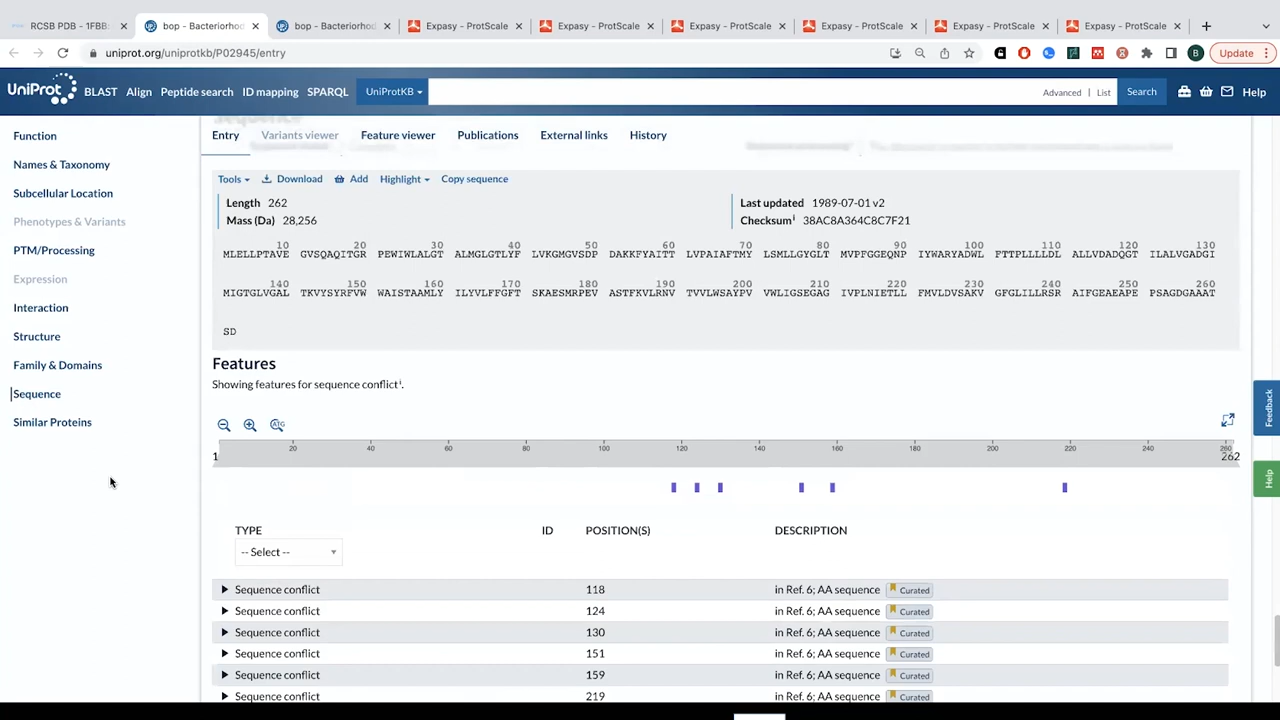 RCSB PDB - 1FBB:
bop - Bacteriorhod
bop - Bacteriorhod
Expasy - ProtScale
Expasy - ProtScale
Expasy - ProtScale
Expasy - ProtScale
Expasy - ProtScale
Expasy - ProtScale
uniprot.org/uniprotkb/P02945/entry
B
Update
UniProt
BLAST Align Peptide search ID mapping SPARQL
UniProtKB
Advanced | List
Search
Help
Function
Names & Taxonomy
Subcellular Location
Phenotypes & Variants
PTM/Processing
Expression
Interaction
Structure
Family & Domains
Sequence
Similar Proteins
Entry Variants viewer Feature viewer Publications External links History
Tools Download Add Highlight Copy sequence
Length 262
Mass (Da) 28,256
Last updated 1989-07-01 v2
Checksumi 38AC8A364C8C7F21
10 20 30 40 50 60 70 80 90 100 110 120 130
MLELLPTAVE GVSQAQITGR PEWIWLALGT ALMGLGTLYF LVKGMGVSDP DAKKFYAITT LVPAIAFTMY LSMLLGYGLT MVPFGGEQNP IYWARYADWL FTTPLLLLDL ALLVDADQGT ILALVGADGI
140 150 160 170 180 190 200 210 220 230 240 250 260
MIGTGLVGAL TKVYSYRFVW WAISTAAMLY ILYVLFFGFT SKAESMRPEV ASTFKVLRNV TVVLWSAYPV VWLIGSEGAG IVPLNIETLL FMVLDVSAKV GFGLILLRSR AIFGEAEAPE PSAGDGAAAT
SD
Features
Showing features for sequence conflicti.
1 20 40 60 80 100 120 140 160 180 200 220 240 260 262
TYPE ID POSITION(S) DESCRIPTION
-- Select --
Sequence conflict 118 in Ref. 6; AA sequence Curated
Sequence conflict 124 in Ref. 6; AA sequence Curated
Sequence conflict 130 in Ref. 6; AA sequence Curated
Sequence conflict 151 in Ref. 6; AA sequence Curated
Sequence conflict 159 in Ref. 6; AA sequence Curated
Sequence conflict 219 in Ref. 6; AA sequence Curated
Feedback
Help